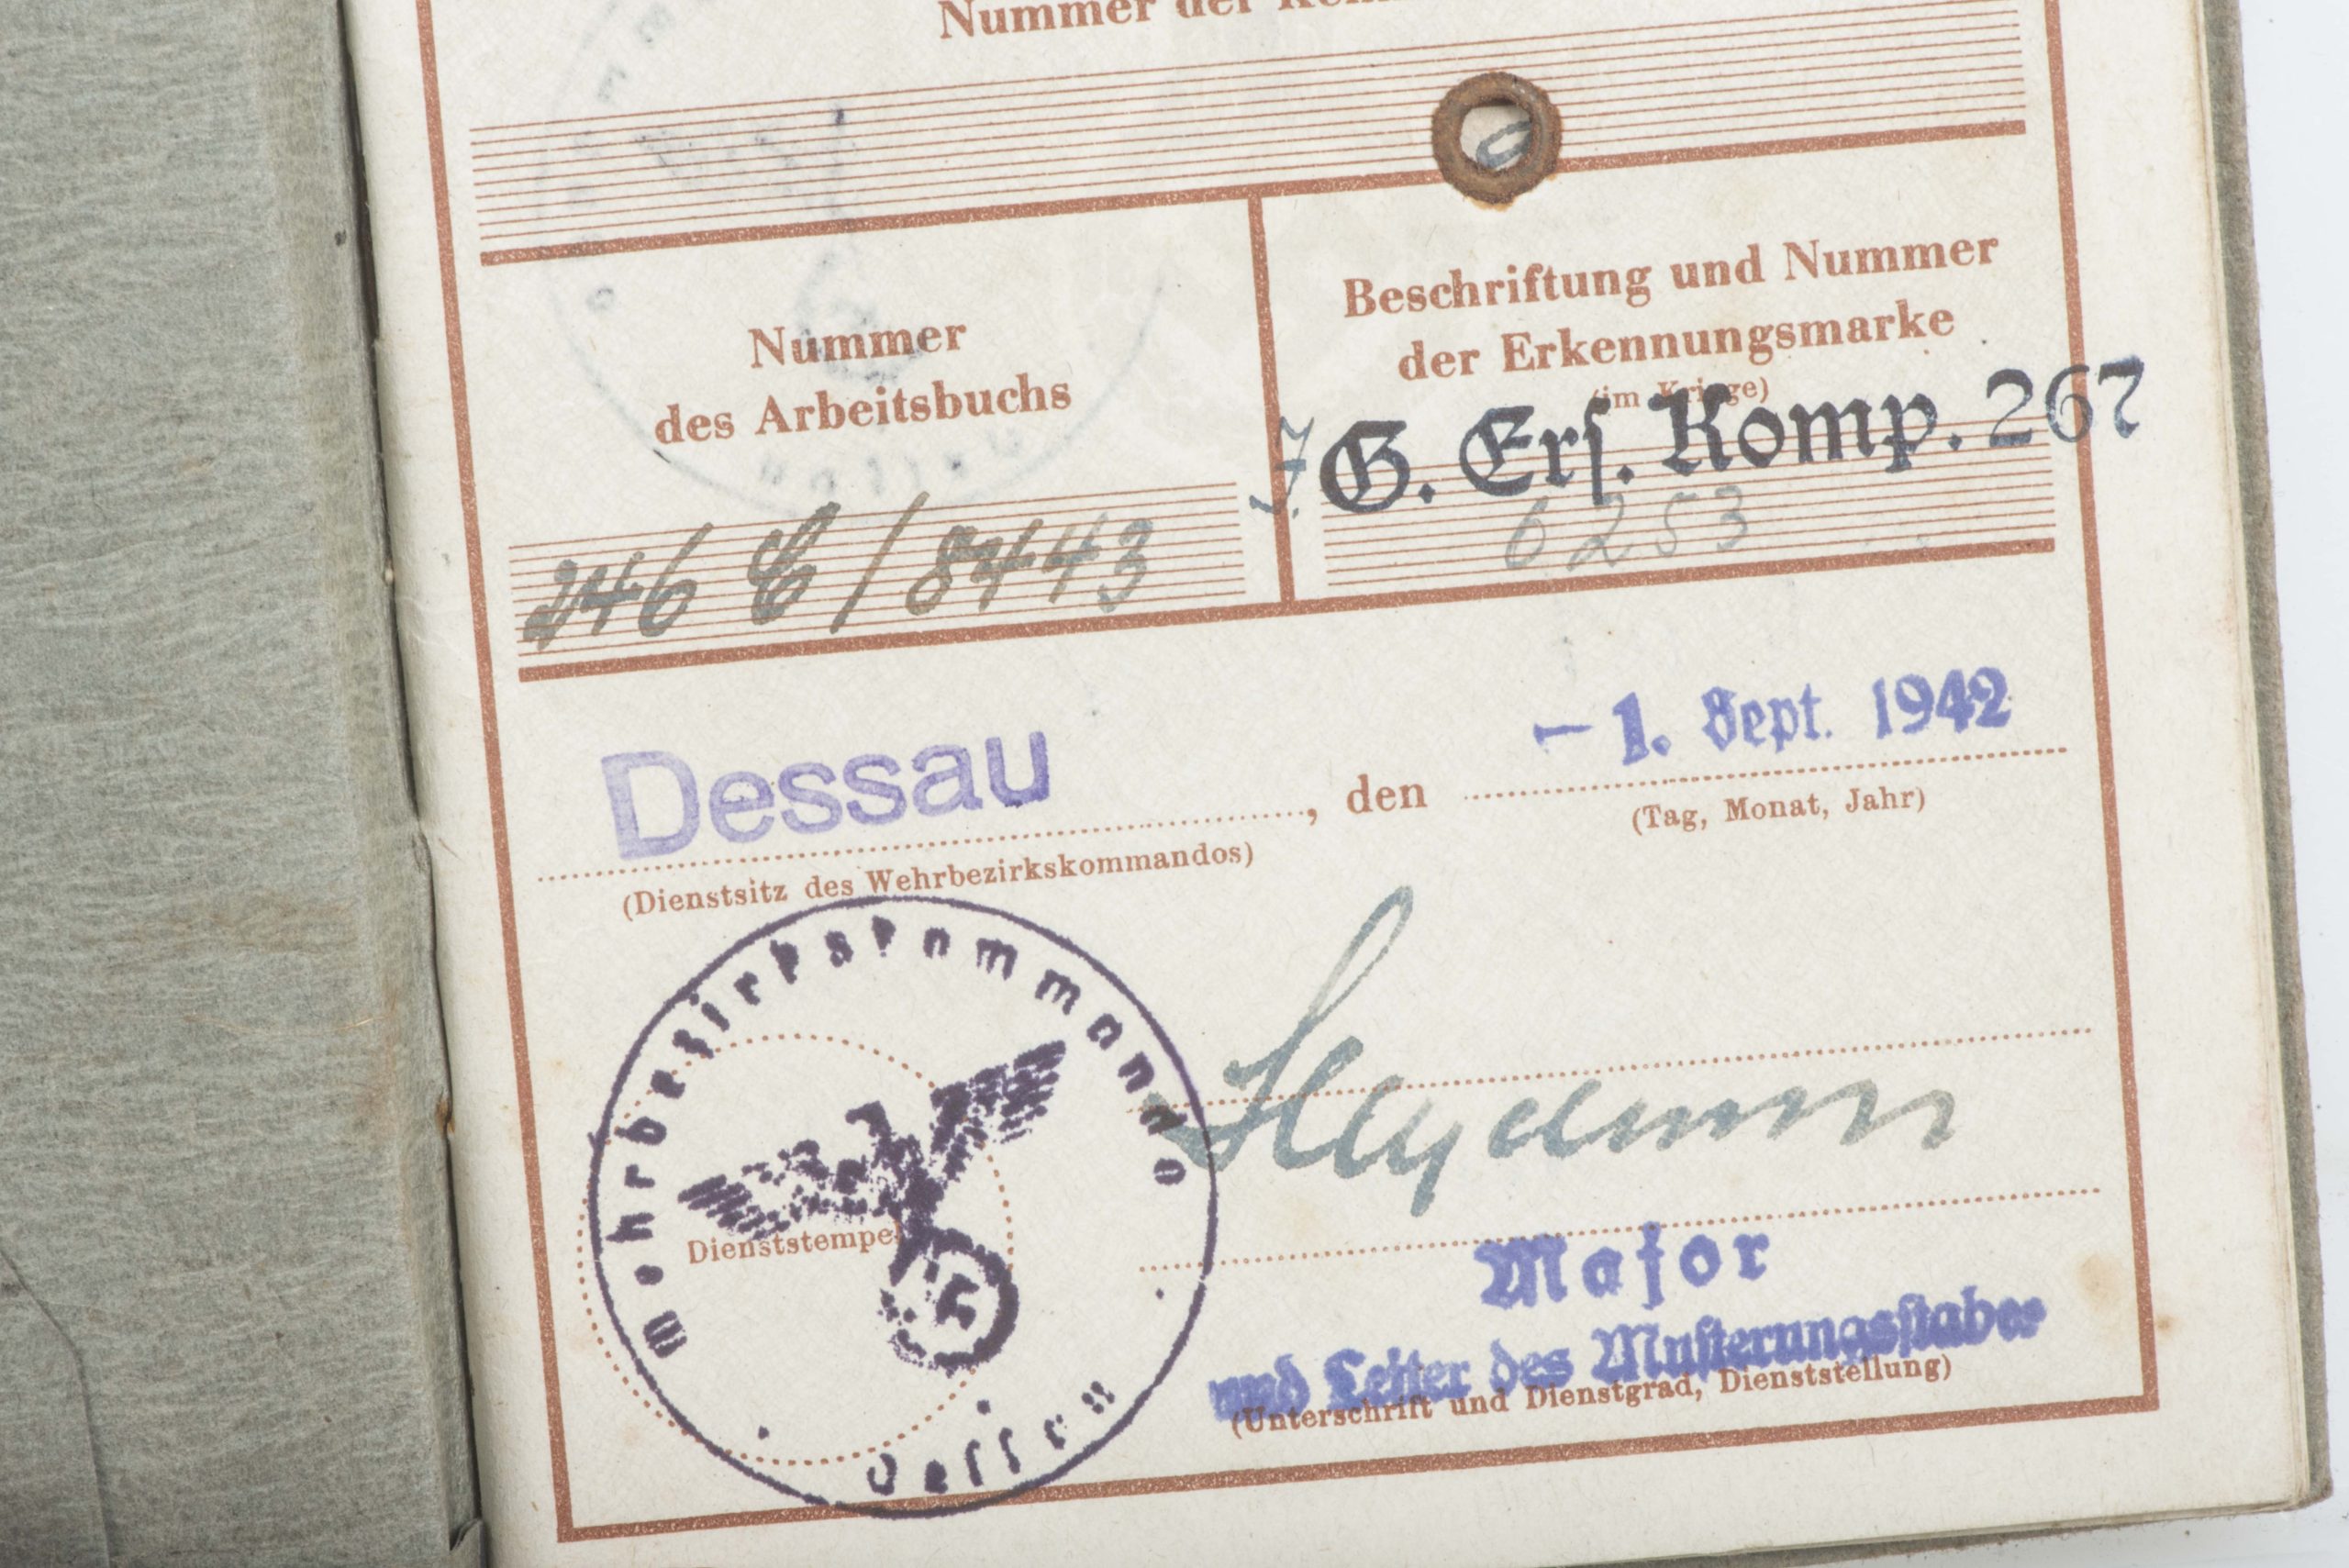 Nummer der
Nummer
des Arbeitsbuchs
246 C/8443
Beschriftung und Nummer
der Erkennungsmarke
(im Kriege)
J. G. Erſ. Komp. 267
6253
Dessau, den - 1. Sept. 1942
(Dienstsitz des Wehrbezirkskommandos)
(Tag, Monat, Jahr)
Wehrbezirkskommando
Dessau
Dienststempel
Major
und Leiter des Muſterungsſtabes
(Unterschrift und Dienstgrad, Dienststellung)